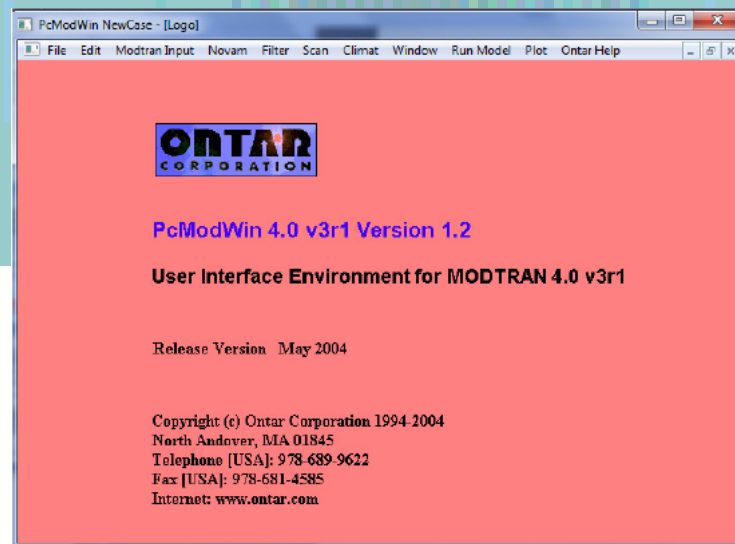 PcModWin NewCase - [Logo]
File Edit Modtran Input Novam Filter Scan Climat Window Run Model Plot Ontar Help
ONTAR
CORPORATION
PcModWin 4.0 v3r1 Version 1.2
User Interface Environment for MODTRAN 4.0 v3r1
Release Version May 2004
Copyright (c) Ontar Corporation 1994-2004
North Andover, MA 01845
Telephone [USA]: 978-689-9622
Fax [USA]: 978-681-4585
Internet: www.ontar.com